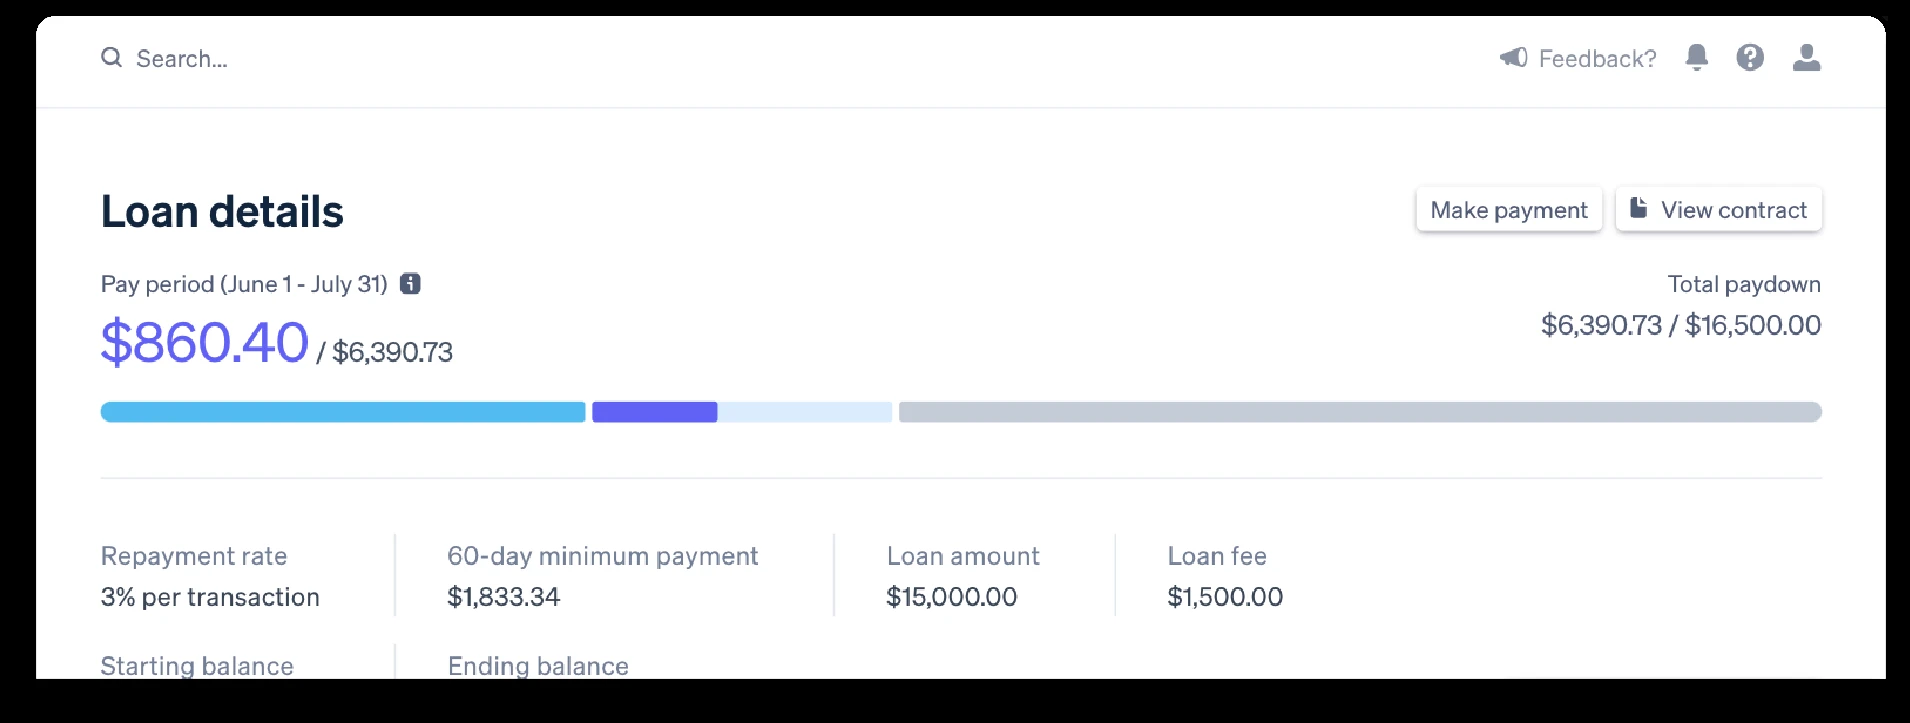 Search...
Feedback?
Loan details
Make payment
View contract
Pay period (June 1 - July 31)
Total paydown
$860.40 / $6,390.73
$6,390.73 / $16,500.00
Repayment rate
60-day minimum payment
Loan amount
Loan fee
3% per transaction
$1,833.34
$15,000.00
$1,500.00
Starting balance
Ending balance